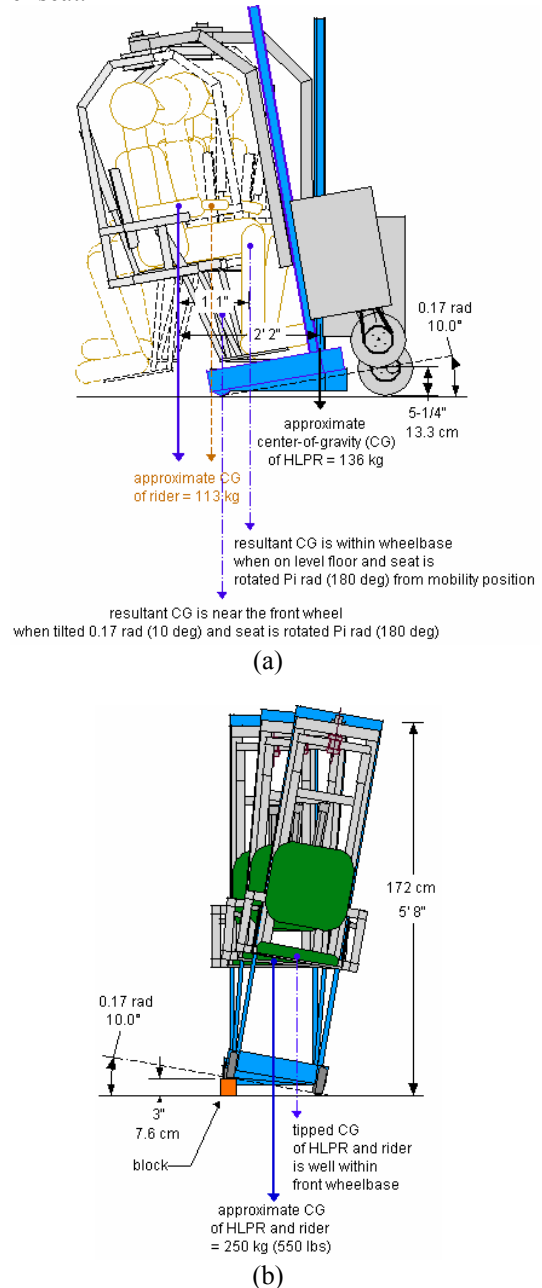 0.17 rad
10.0"
1' 1"
2' 2"
5-1/4"
13.3 cm
approximate
center-of-gravity (CG)
of HLPR = 136 kg
approximate CG
of rider = 113 kg
resultant CG is within wheelbase
when on level floor and seat is
rotated Pi rad (180 deg) from mobility position
resultant CG is near the front wheel
when tilted 0.17 rad (10 deg) and seat is rotated Pi rad (180 deg)
(a)
172 cm
5' 8"
0.17 rad
10.0"
3"
7.6 cm
block
tipped CG
of HLPR and rider
is well within
front wheelbase
approximate CG
of HLPR and rider
= 250 kg (550 lbs)
(b)